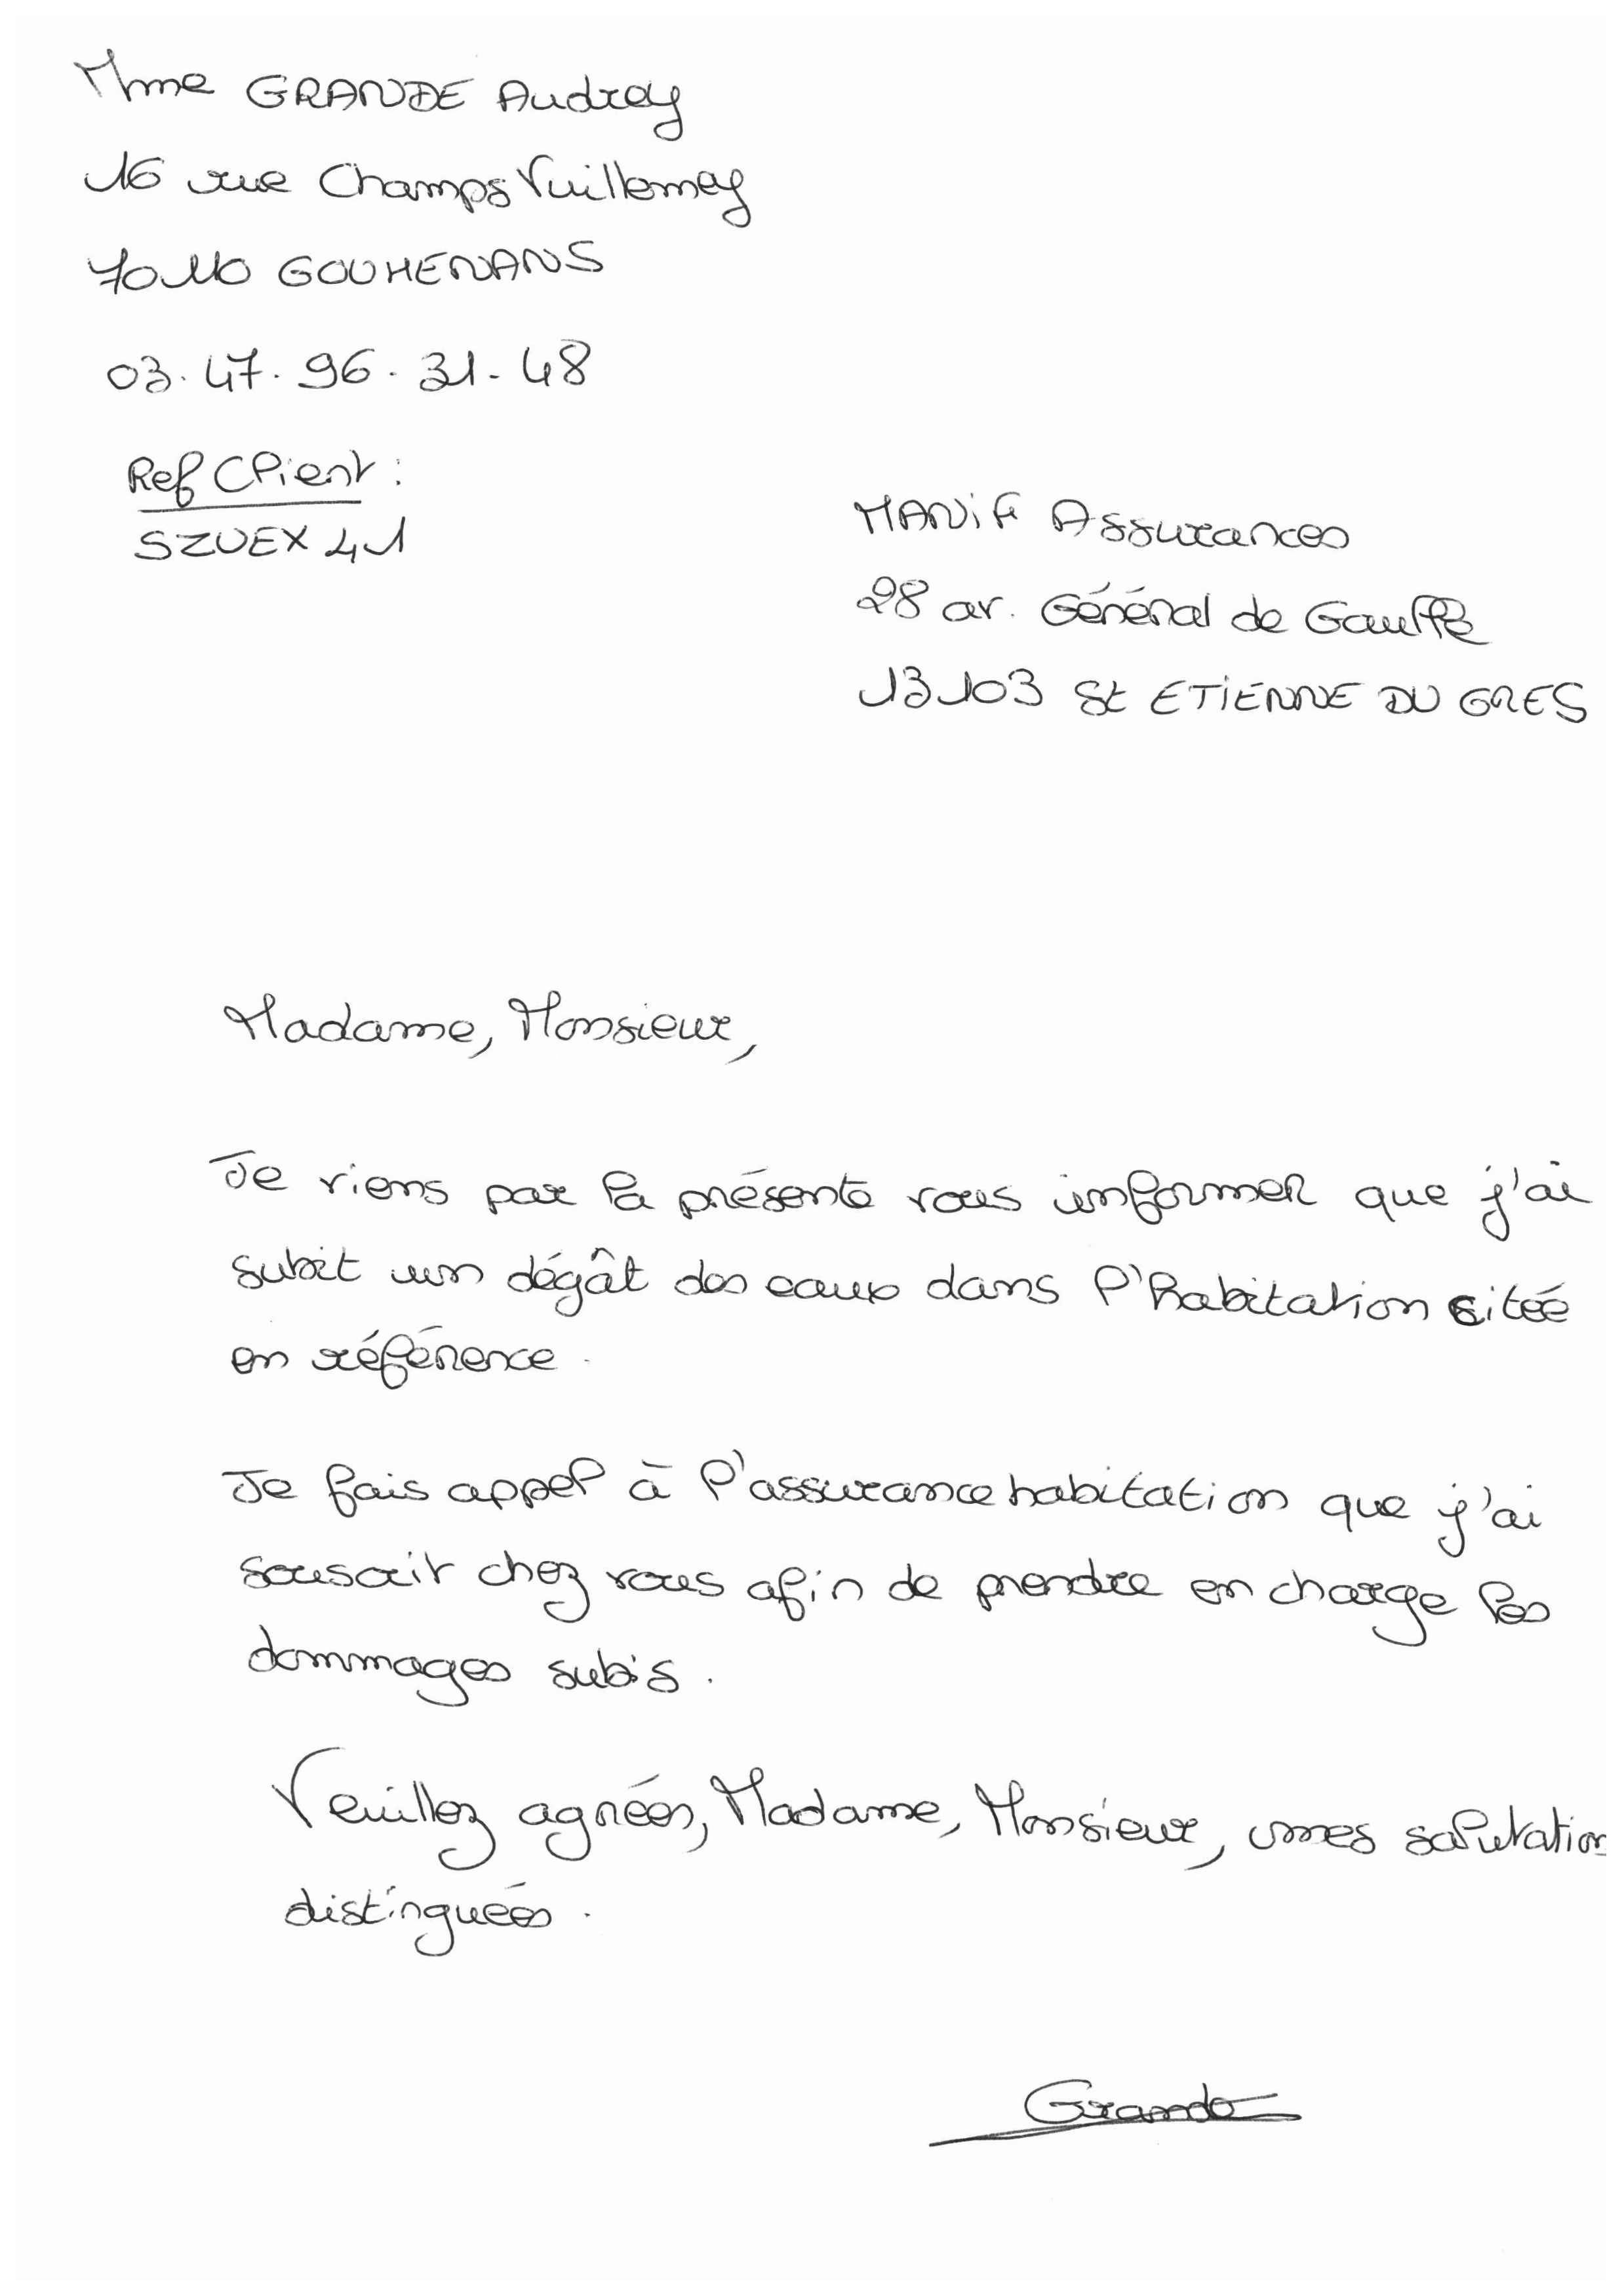 Mme GRANDE Audrey
16 rue Champs Vuillemey
70110 GOUHENANS
03.47.96.31.48
Ref Client :
SZUEX41
MANIF Assurances
28 av. Général de Gaulle
13103 St ETIENNE DU GRES
Madame, Monsieur,
Je viens par la présente vous informer que j'ai
subit un dégât des eaux dans l'habitation citée
en référence.
Je fais appel à l'assurance habitation que j'ai
souscrit chez vous afin de prendre en charge les
dommages subis.
Veuillez agréer, Madame, Monsieur, mes salutation
distinguées.
Grande